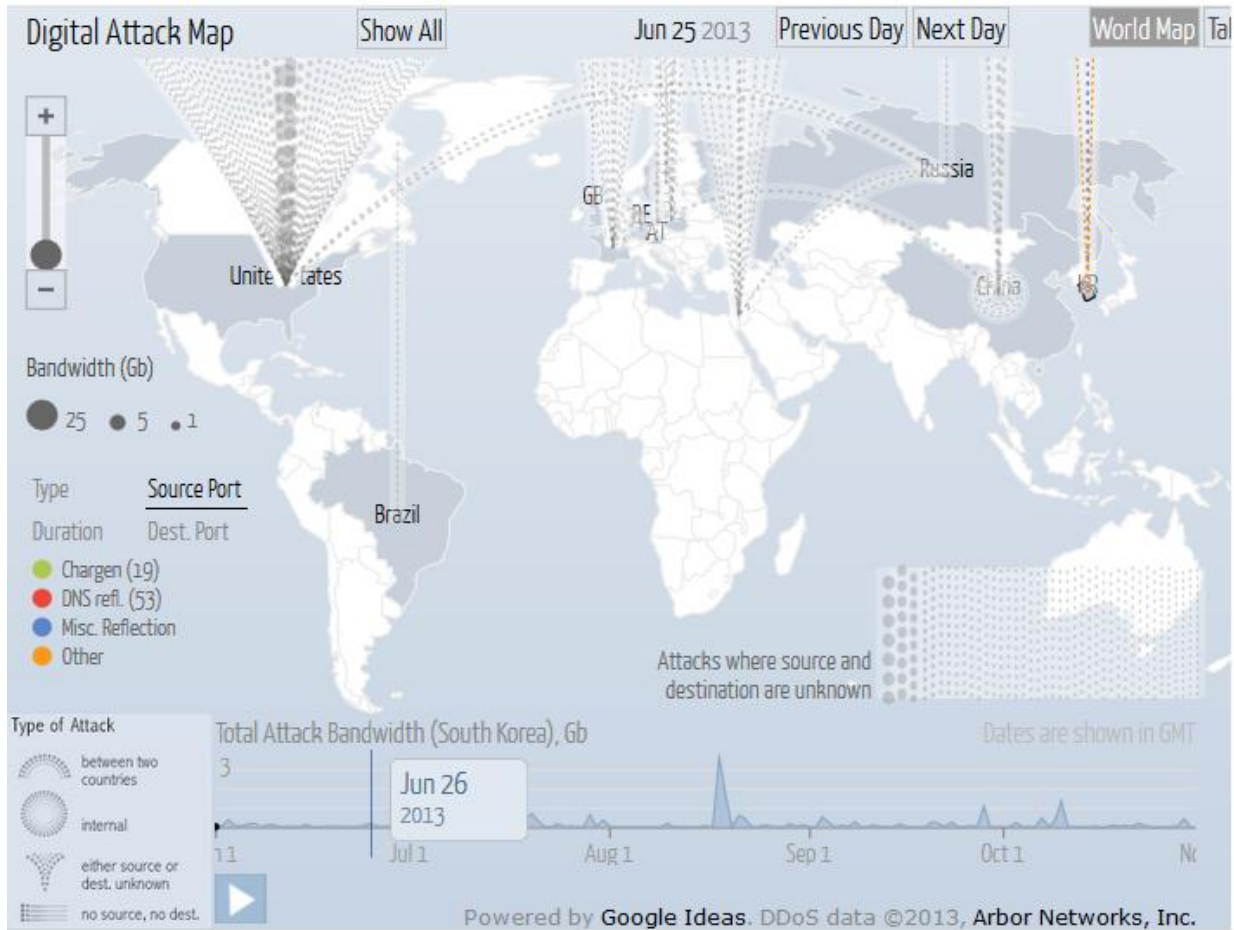 Digital Attack Map
Show All
Jun 25 2013
Previous Day
Next Day
World Map
Russia
GB
AT
United States
China
Brazil
Bandwidth (Gb)
25
5
1
Type
Source Port
Duration
Dest. Port
Chargen (19)
DNS refl. (53)
Misc. Reflection
Other
Attacks where source and
destination are unknown
Type of Attack
between two
countries
internal
either source or
dest. unknown
no source, no dest.
Total Attack Bandwidth (South Korea), Gb
Dates are shown in GMT
3
Jun 26
2013
Jul 1
Aug 1
Sep 1
Oct 1
Powered by Google Ideas. DDoS data ©2013, Arbor Networks, Inc.